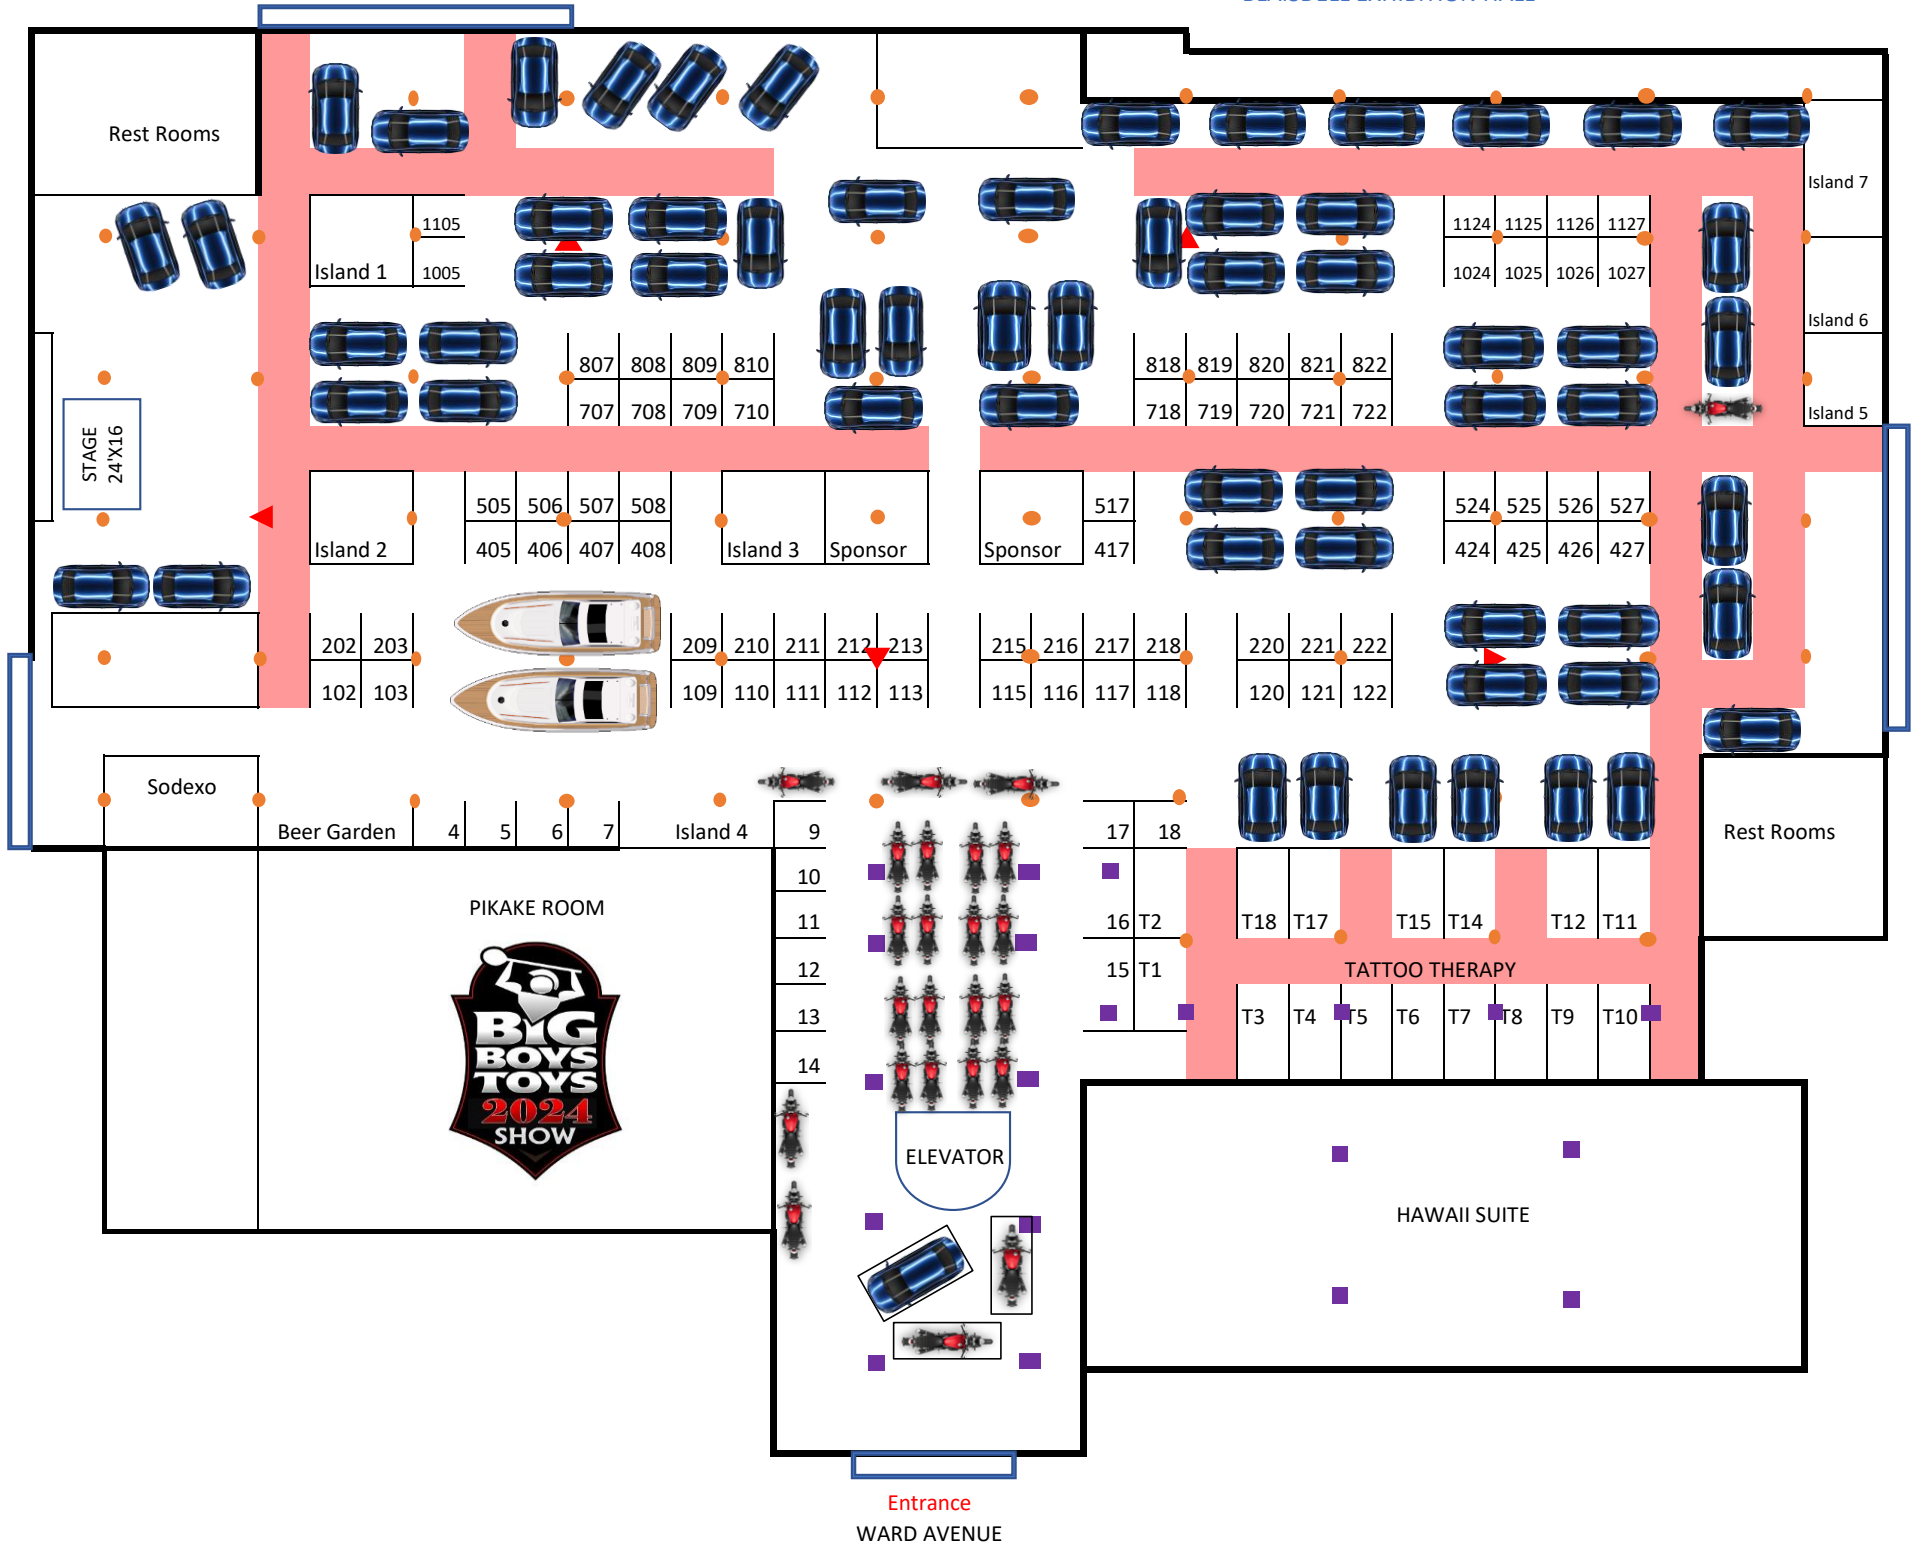 BLAISDELL EXHIBITION HALL
Rest Rooms
Island 7
1105
1124 1125 1126 1127
Island 1
1005
1024 1025 1026 1027
Island 6
807 808 809 810
818 819 820 821 822
707 708 709 710
718 719 720 721 722
Island 5
STAGE
24'X16
505 506 507 508
517
524 525 526 527
Island 2
405 406 407 408
Island 3
Sponsor
Sponsor
417
424 425 426 427
202 203
209 210 211 212 213
215 216 217 218
220 221 222
102 103
109 110 111 112 113
115 116 117 118
120 121 122
Sodexo
Beer Garden
4 5 6 7
Island 4
9
17 18
Rest Rooms
10
PIKAKE ROOM
11
16 T2
T18 T17 T15 T14 T12 T11
12
15 T1
TATTOO THERAPY
13
T3 T4 T5 T6 T7 T8 T9 T10
BIG
BOYS
TOYS
2024
SHOW
14
ELEVATOR
HAWAII SUITE
Entrance
WARD AVENUE